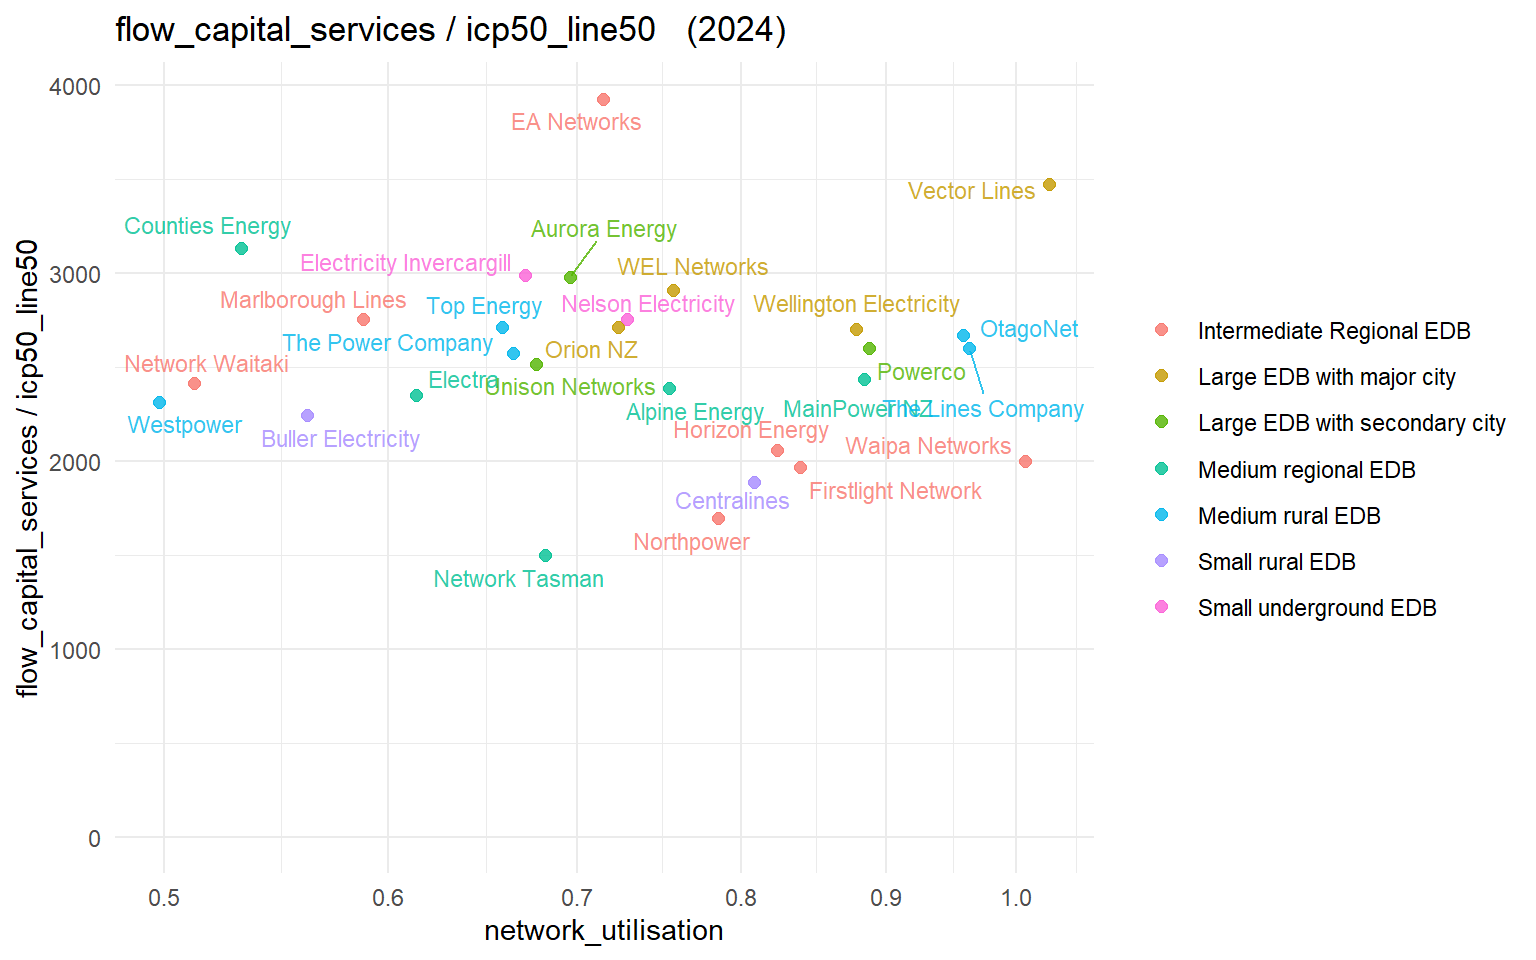 flow_capital_services / icp50_line50 (2024)
4000
EA Networks
Vector Lines
Counties Energy
Aurora Energy
Electricity Invercargill
WEL Networks
3000
Marlborough Lines
Top Energy
Nelson Electricity
Wellington Electricity
OtagoNet
The Power Company
Orion NZ
Network Waitaki
Electra
Unison Networks
Powerco
Westpower
Buller Electricity
Alpine Energy
MainPower NZ
The Lines Company
Horizon Energy
Waipa Networks
2000
Centralines
Firstlight Network
Northpower
Network Tasman
1000
0
flow_capital_services / icp50_line50
0.5
0.6
0.7
0.8
0.9
1.0
network_utilisation
Intermediate Regional EDB
Large EDB with major city
Large EDB with secondary city
Medium regional EDB
Medium rural EDB
Small rural EDB
Small underground EDB